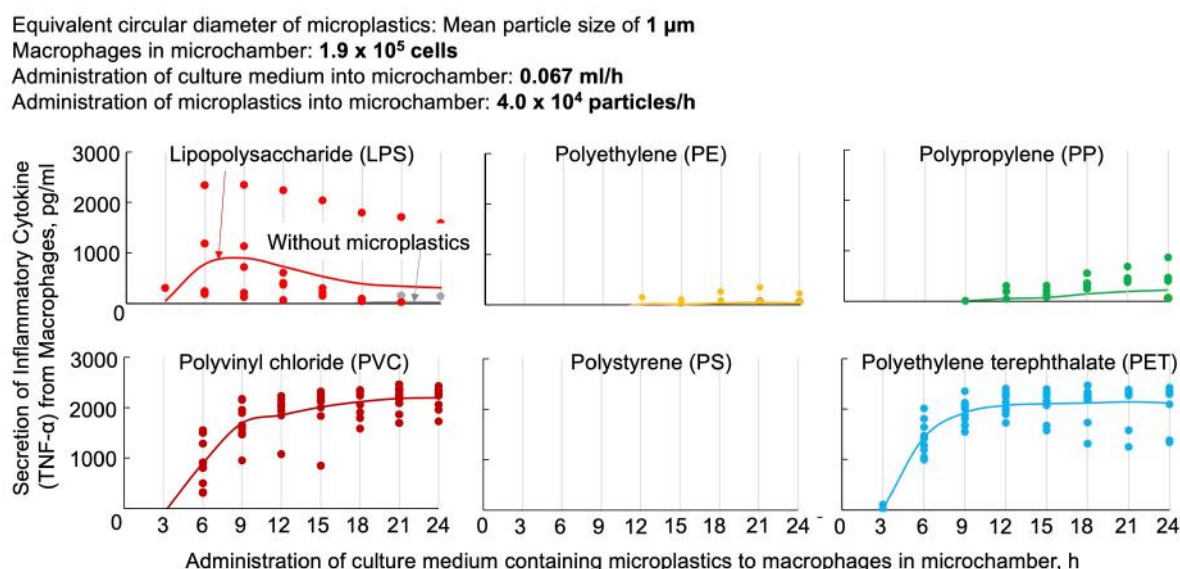 Equivalent circular diameter of microplastics: Mean particle size of 1 µm
Macrophages in microchamber: 1.9 x 10⁵ cells
Administration of culture medium into microchamber: 0.067 ml/h
Administration of microplastics into microchamber: 4.0 x 10⁴ particles/h
Secretion of Inflammatory Cytokine
(TNF-α) from Macrophages, pg/ml
3000
2000
1000
0
Lipopolysaccharide (LPS)
Without microplastics
Polyethylene (PE)
Polypropylene (PP)
3000
2000
1000
Polyvinyl chloride (PVC)
Polystyrene (PS)
Polyethylene terephthalate (PET)
0 3 6 9 12 15 18 21 24
0 3 6 9 12 15 18 21 24
0 3 6 9 12 15 18 21 24
Administration of culture medium containing microplastics to macrophages in microchamber, h